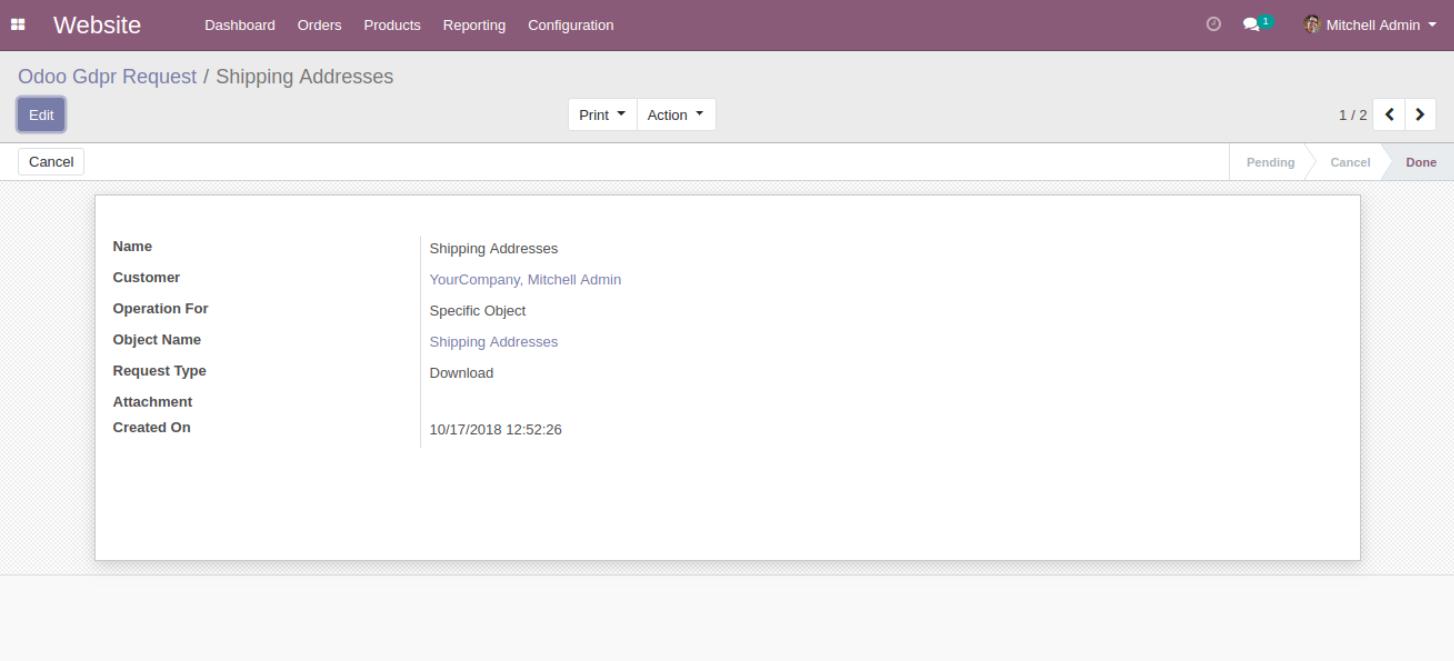 Website Dashboard Orders Products Reporting Configuration 1 Mitchell Admin
Odoo Gdpr Request / Shipping Addresses
Edit Print Action 1 / 2
Cancel Pending Cancel Done
Name Shipping Addresses
Customer YourCompany, Mitchell Admin
Operation For Specific Object
Object Name Shipping Addresses
Request Type Download
Attachment
Created On 10/17/2018 12:52:26